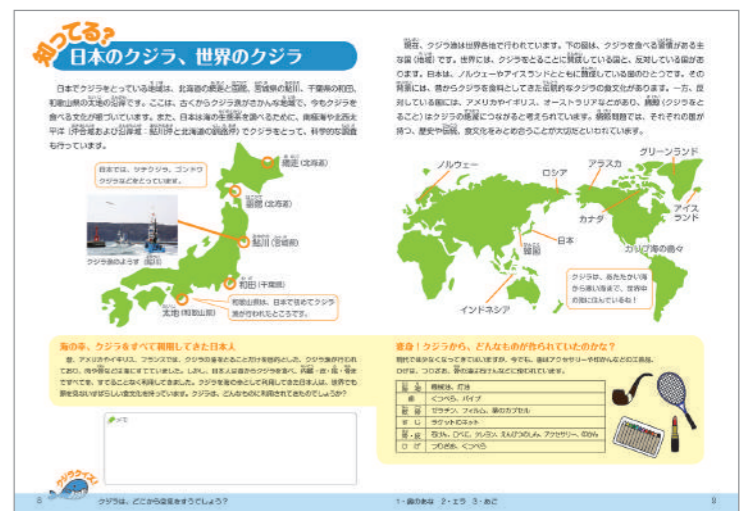 知ってる?
日本のクジラ、世界のクジラ
日本でクジラをとっている地域は、北海道の網走と函館、宮城県の鮎川、千葉県の和田、
和歌山県の太地の沿岸です。ここは、古くからクジラ漁がさかんな地域で、今もクジラを
食べる文化が根づいています。また、日本は海の生態系を調べるために、南極海や北西太
平洋(沖合域および沿岸域:鮎川沖と北海道の釧路沖)でクジラをとって、科学的な調査
も行っています。
日本では、ツチクジラ、ゴンドウ
クジラなどをとっています。
網走(北海道)
函館(北海道)
鮎川(宮城県)
クジラ漁のようす(鮎川)
和田(千葉県)
太地(和歌山県)
和歌山県は、日本で初めてクジラ
漁が行われたところです。
海の幸、クジラをすべて利用してきた日本人
昔、アメリカやイギリス、フランスでは、クジラの油をとることだけを目的とした、クジラ漁が行われ
ており、肉や骨などは海にすてていました。しかし、日本人は昔からクジラを食べ、内臓・皮・筋・骨ま
ですべてを、すてることなく利用してきました。クジラを海の幸として利用してきた日本人は、世界でも
例を見ないすばらしい食文化を持っています。クジラは、どんなものに利用されてきたのでしょうか?
メモ
クジラクイズ!
8
クジラは、どこから空気をすうでしょう?
現在、クジラ漁は世界各地で行われています。下の図は、クジラを食べる習慣がある主
な国(地域)です。世界には、クジラをとることに賛成している国と、反対している国があ
ります。日本は、ノルウェーやアイスランドとともに賛成している国のひとつです。その
背景には、昔からクジラを食料としてきた伝統的なクジラの食文化があります。一方、反
対している国には、アメリカやイギリス、オーストラリアなどがあり、捕鯨(クジラをと
ること)はクジラの絶滅につながると考えられています。捕鯨問題では、それぞれの国が
持つ、歴史や伝統、食文化をみとめ合うことが大切だといわれています。
ノルウェー
ロシア
アラスカ
グリーンランド
カナダ
アイス
ランド
日本
韓国
カリブ海の島々
インドネシア
クジラは、あたたかい海
から寒い海まで、世界中
の海に住んでいるね!
変身!クジラから、どんなものが作られていたのかな?
現代では少なくなってきてはいますが、今でも、歯はアクセサリーや印かんなどの工芸品、
ひげは、つりざお、
機械油、灯油
歯 くつべら、パイプ
ゼラチン、フィルム、薬のカプセル
すじ ラケットのネット
骨・皮 石けん、口べに、クレヨン、えんぴつのしん、アクセサリー、印かん
ひげ つりざお、くつべら
1・鼻のあな 2・エラ 3・あご
9